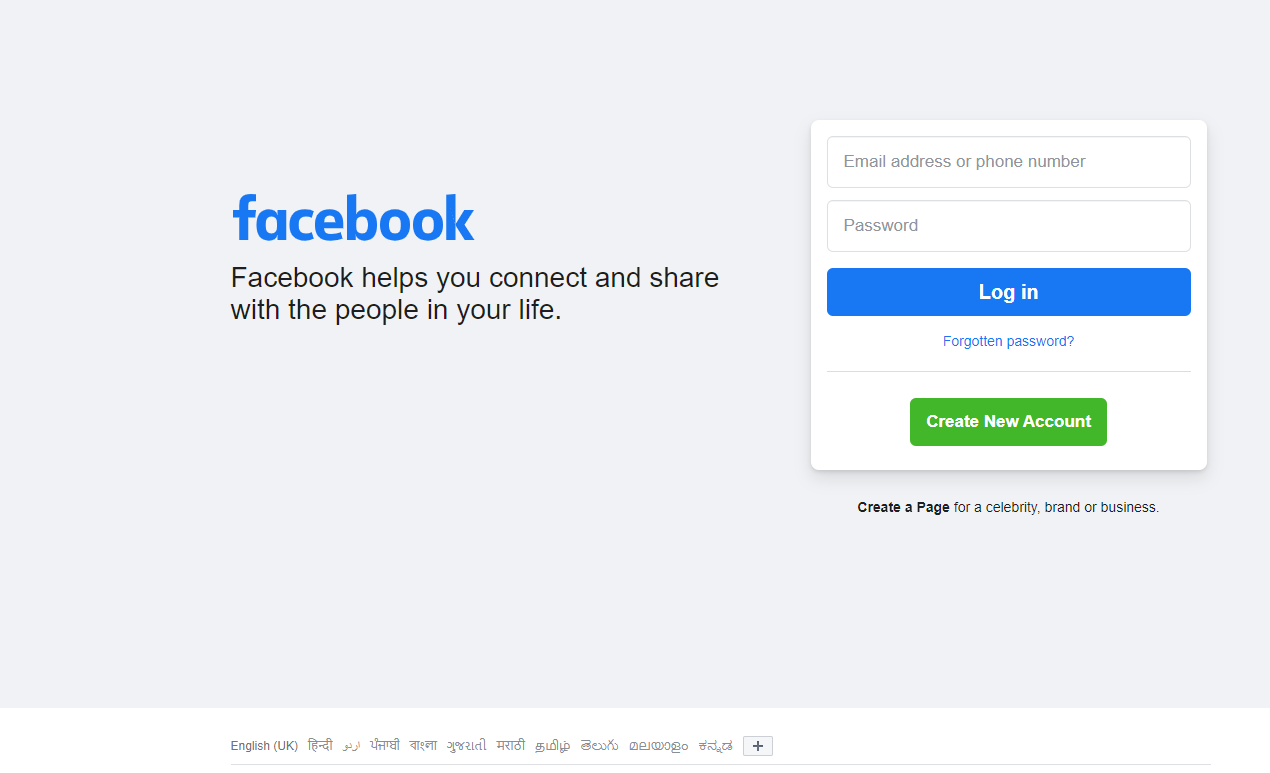 facebook
Facebook helps you connect and share
with the people in your life.
Email address or phone number
Password
Log in
Forgotten password?
Create New Account
Create a Page for a celebrity, brand or business.
English (UK) हिन्दी اردو ਪੰਜਾਬੀ বাংলা ગુજરાતી मराठी தமிழ் తెలుగు മലയാളം ಕನ್ನಡ +